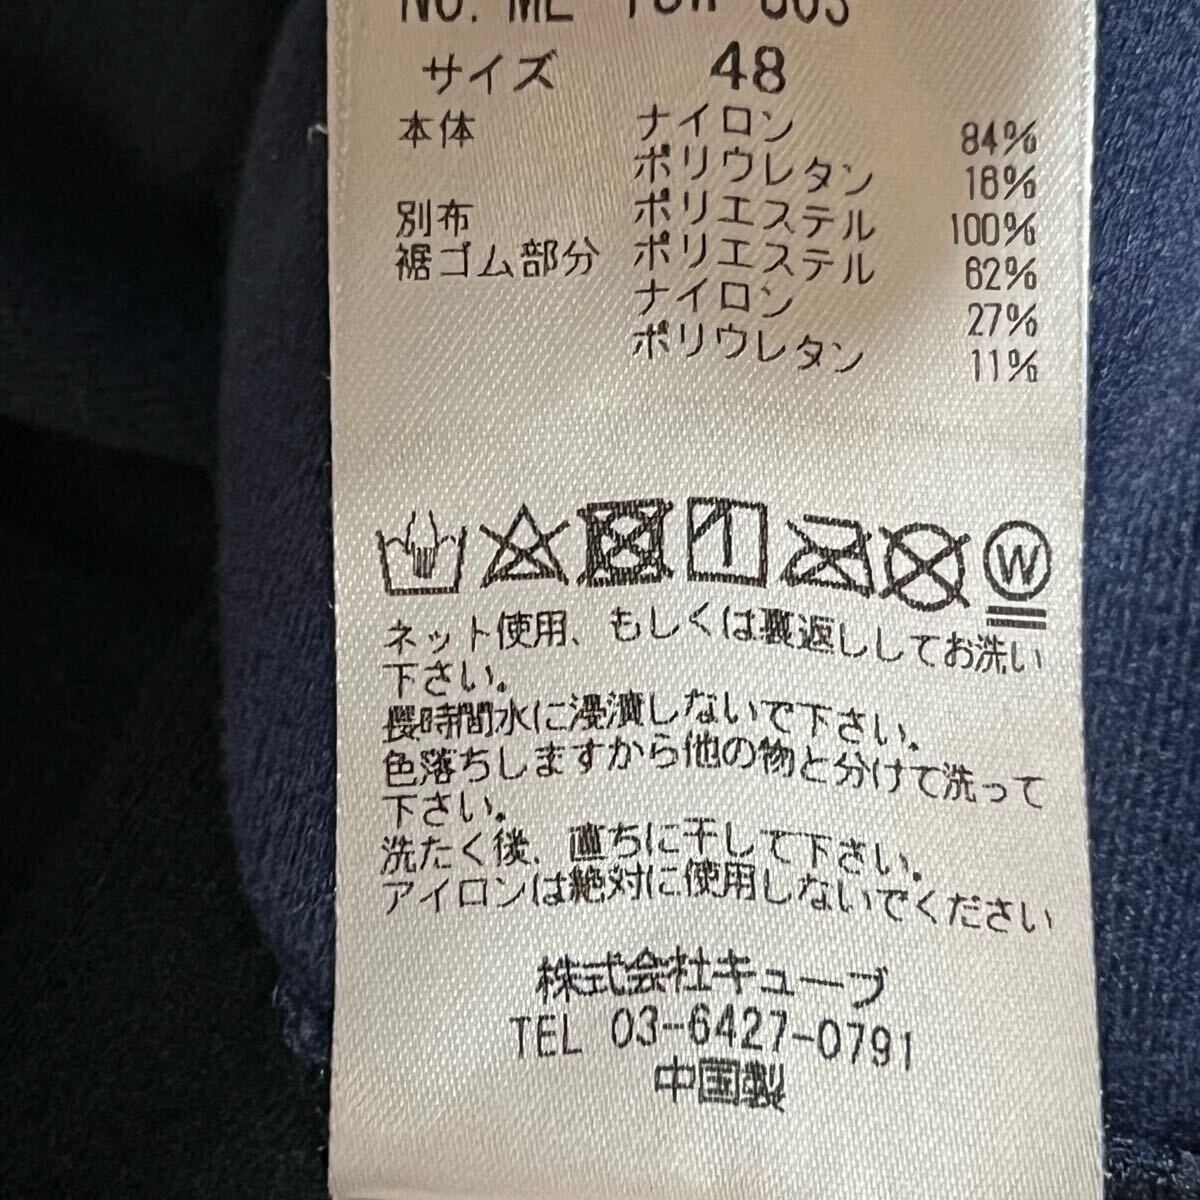 NO. ML
サイズ 48
本体 ナイロン 84%
ポリウレタン 16%
別布 ポリエステル 100%
裾ゴム部分 ポリエステル 62%
ナイロン 27%
ポリウレタン 11%
W
ネット使用、もしくは裏返ししてお洗い
下さい。
長時間水に浸漬しないで下さい。
色落ちしますから他の物と分けて洗って
下さい。
洗たく後、直ちに干して下さい。
アイロンは絶対に使用しないでください
株式会社キューブ
TEL 03-6427-0791
中国製